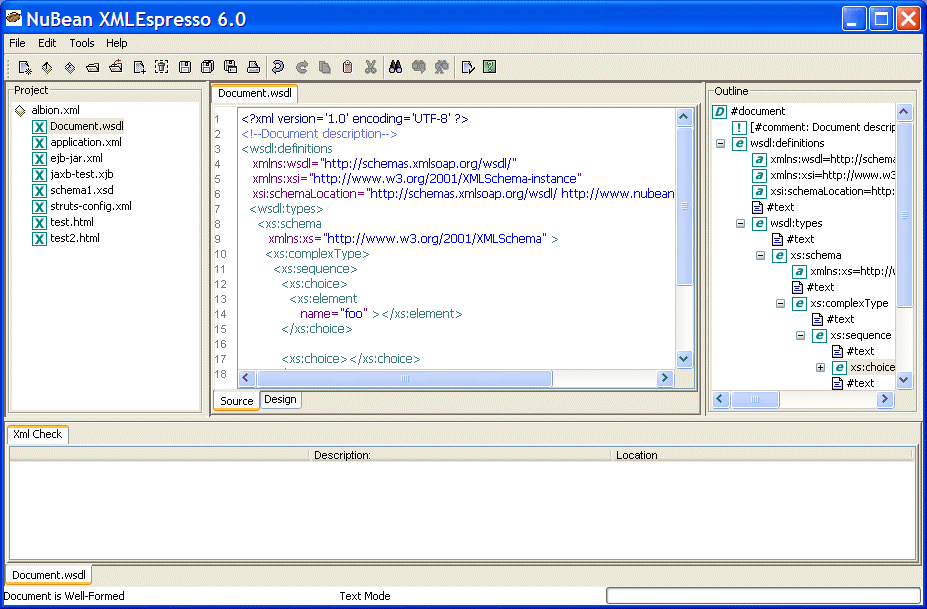 NuBean XMLEspresso 6.0
File Edit Tools Help
Project
albion.xml
Document.wsdl
application.xml
ejb-jar.xml
jaxb-test.xjb
schema1.xsd
struts-config.xml
test.html
test2.html
Document.wsdl
1 <?xml version='1.0' encoding='UTF-8' ?>
2 <!--Document description-->
3 <wsdl:definitions
4 xmlns:wsdl="http://schemas.xmlsoap.org/wsdl/"
5 xmlns:xsi="http://www.w3.org/2001/XMLSchema-instance"
6 xsi:schemaLocation="http://schemas.xmlsoap.org/wsdl/ http://www.nubean
7 <wsdl:types>
8 <xs:schema
9 xmlns:xs="http://www.w3.org/2001/XMLSchema" >
10 <xs:complexType>
11 <xs:sequence>
12 <xs:choice>
13 <xs:element
14 name="foo" ></xs:element>
15 </xs:choice>
16
17 <xs:choice></xs:choice>
18
Source Design
Outline
D #document
! [#comment: Document descrip
e wsdl:definitions
a xmlns:wsdl=http://schema
a xmlns:xsi=http://www.w3
a xsi:schemaLocation=http:
#text
e wsdl:types
#text
e xs:schema
a xmlns:xs=http://w
#text
e xs:complexType
#text
e xs:sequence
#text
e xs:choice
#text
Xml Check
Description: Location
Document.wsdl
Document is Well-Formed Text Mode